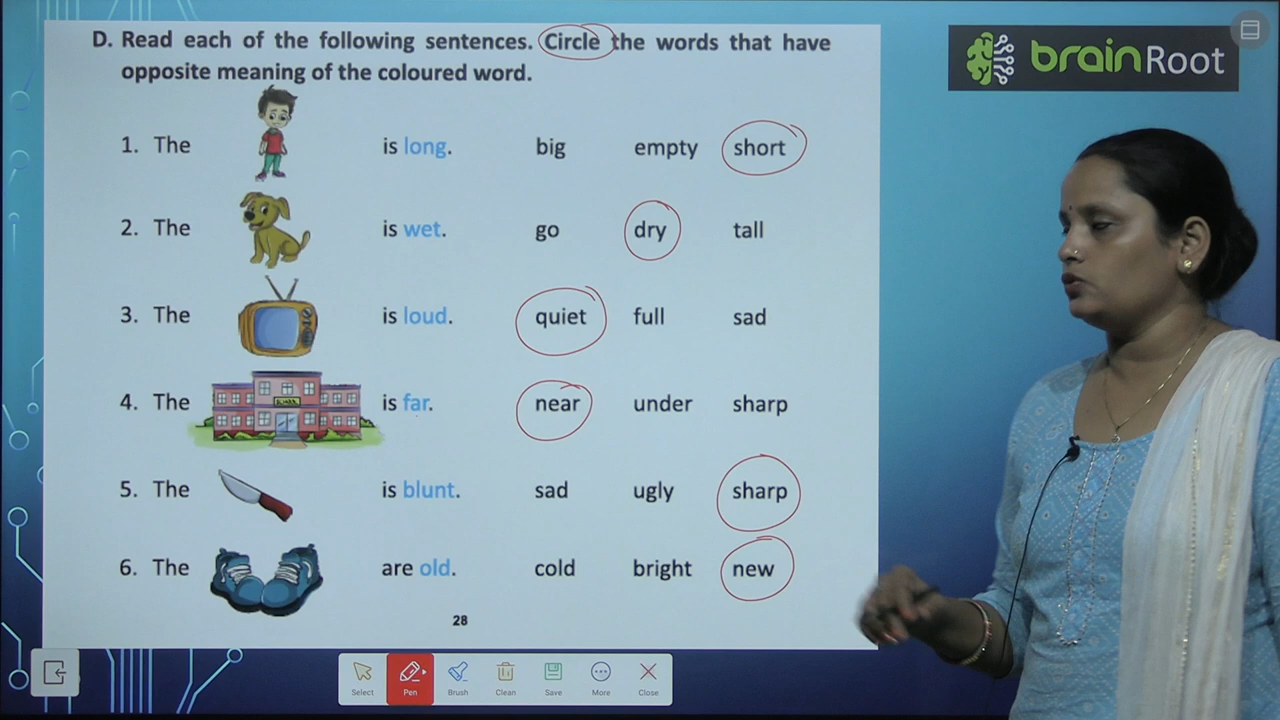 D. Read each of the following sentences. Circle the words that have
opposite meaning of the coloured word.
brainRoot
1. The is long. big empty short
2. The is wet. go dry tall
3. The is loud. quiet full sad
4. The is far. near under sharp
5. The is blunt. sad ugly sharp
6. The are old. cold bright new
28
Select Pen Brush Clean Save More Close